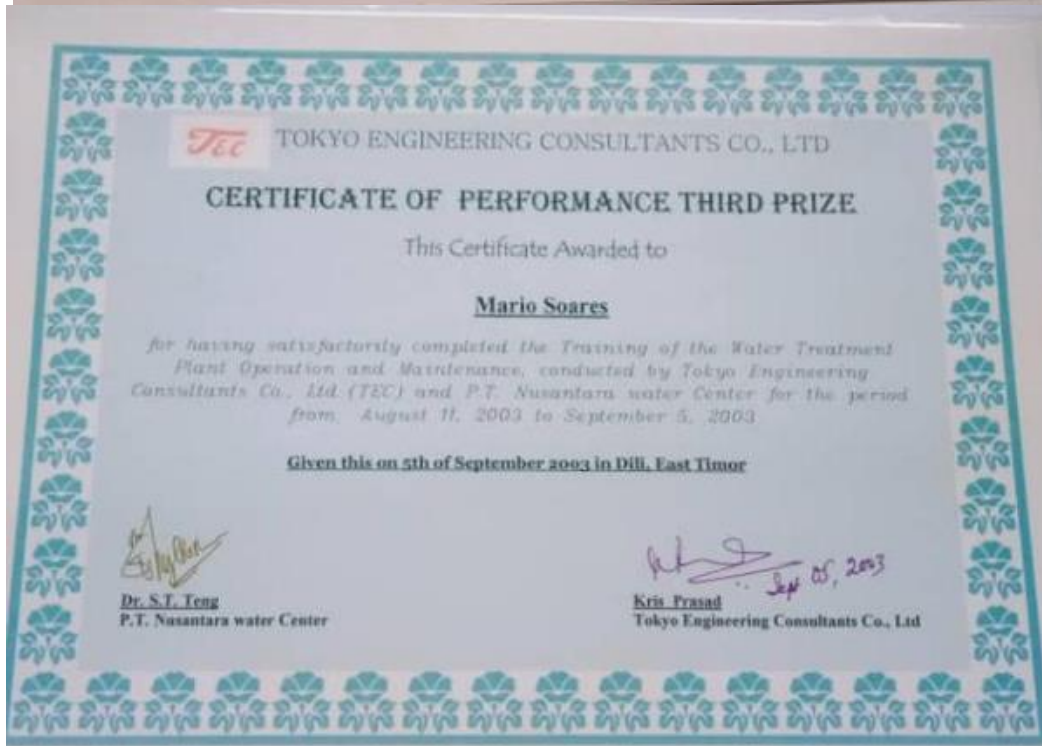 TEC TOKYO ENGINEERING CONSULTANTS CO., LTD
CERTIFICATE OF PERFORMANCE THIRD PRIZE
This Certificate Awarded to
Mario Soares
for having satisfactorily completed the Training of the Water Treatment
Plant Operation and Maintenance, conducted by Tokyo Engineering
Consultants Co., Ltd (TEC) and P.T. Nusantara water Center for the period
from, August 11, 2003 to September 5, 2003
Given this on 5th of September 2003 in Dili, East Timor
Sept 05, 2003
Dr. S.T. Teng
P.T. Nusantara water Center
Kris Prasad
Tokyo Engineering Consultants Co., Ltd